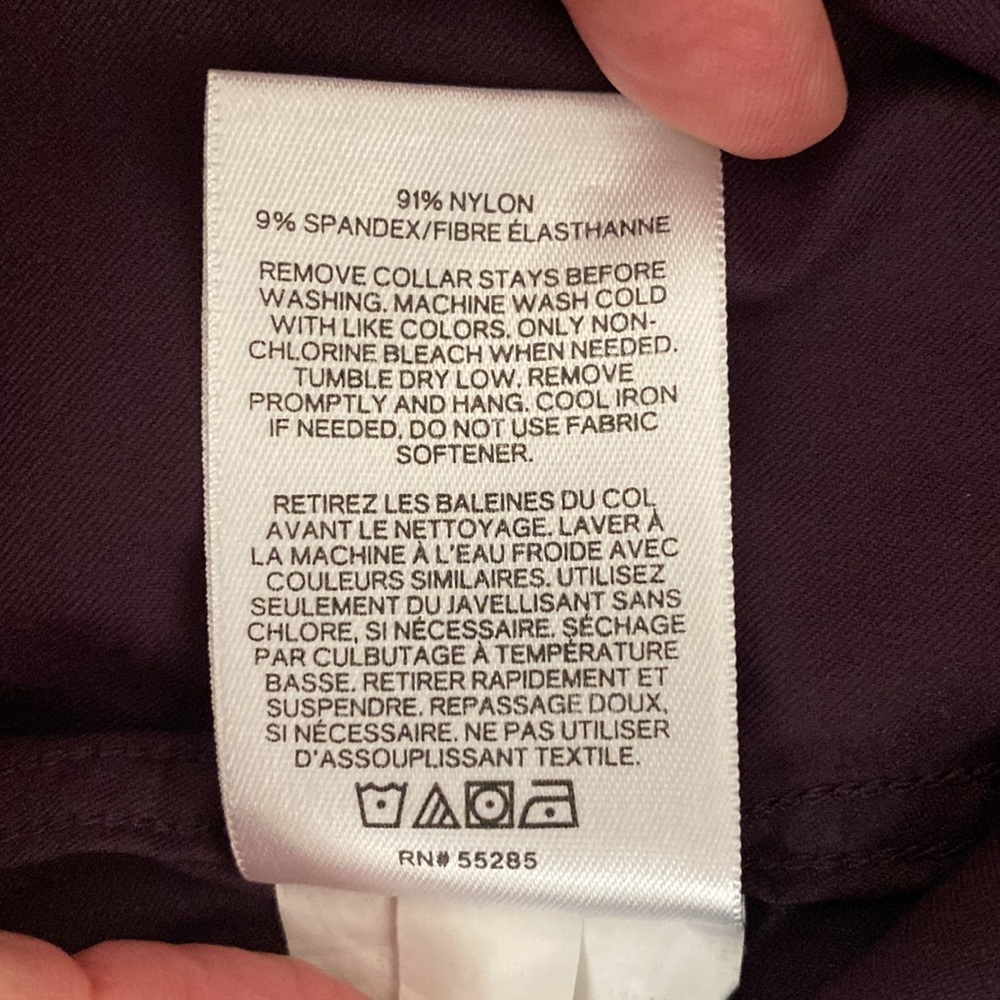 91% NYLON
9% SPANDEX/FIBRE ÉLASTHANNE
REMOVE COLLAR STAYS BEFORE
WASHING. MACHINE WASH COLD
WITH LIKE COLORS. ONLY NON-
CHLORINE BLEACH WHEN NEEDED.
TUMBLE DRY LOW. REMOVE
PROMPTLY AND HANG. COOL IRON
IF NEEDED, DO NOT USE FABRIC
SOFTENER.
RETIREZ LES BALEINES DU COL
AVANT LE NETTOYAGE. LAVER À
LA MACHINE À L'EAU FROIDE AVEC
COULEURS SIMILAIRES. UTILISEZ
SEULEMENT DU JAVELLISANT SANS
CHLORE, SI NÉCESSAIRE. SÉCHAGE
PAR CULBUTAGE À TEMPÉRATURE
BASSE. RETIRER RAPIDEMENT ET
SUSPENDRE. REPASSAGE DOUX,
SI NÉCESSAIRE. NE PAS UTILISER
D'ASSOUPLISSANT TEXTILE.
RN# 55285